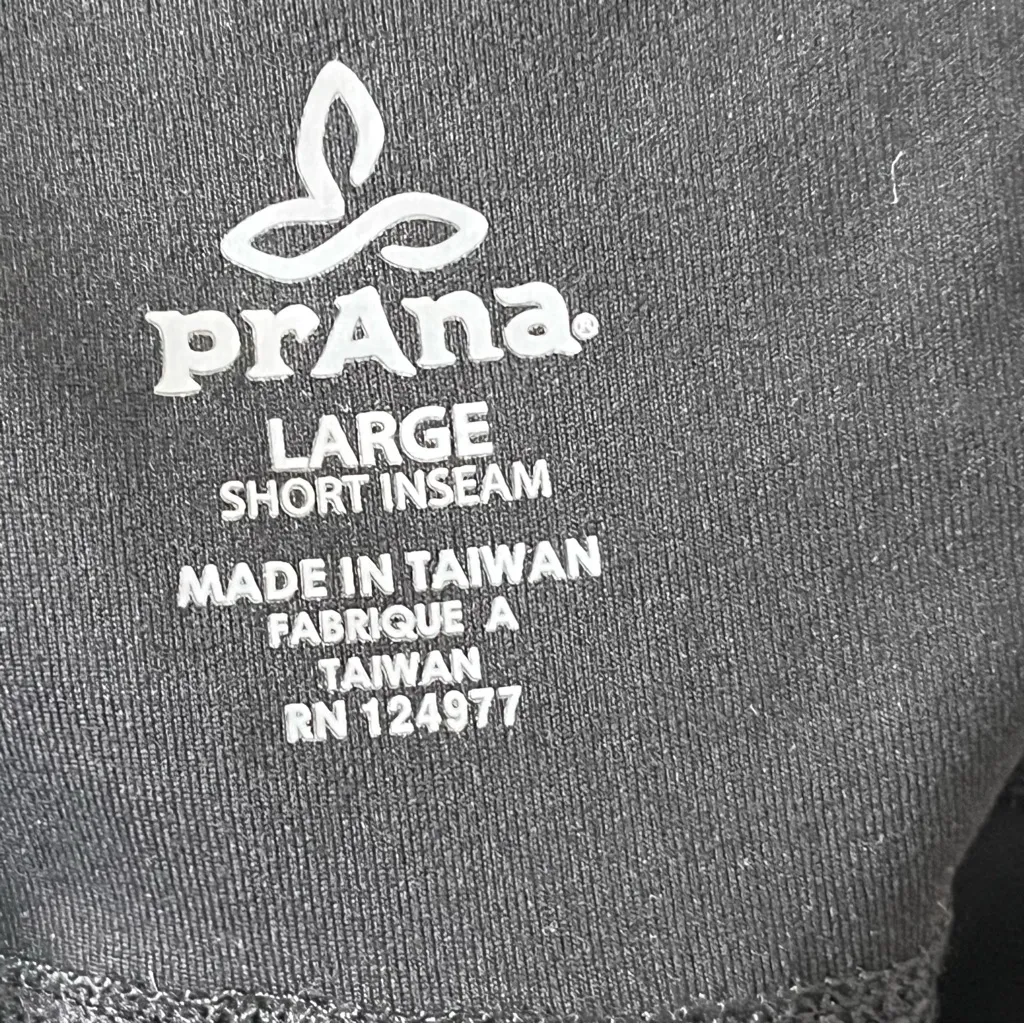 prAna®
LARGE
SHORT INSEAM
MADE IN TAIWAN
FABRIQUE A
TAIWAN
RN 124977